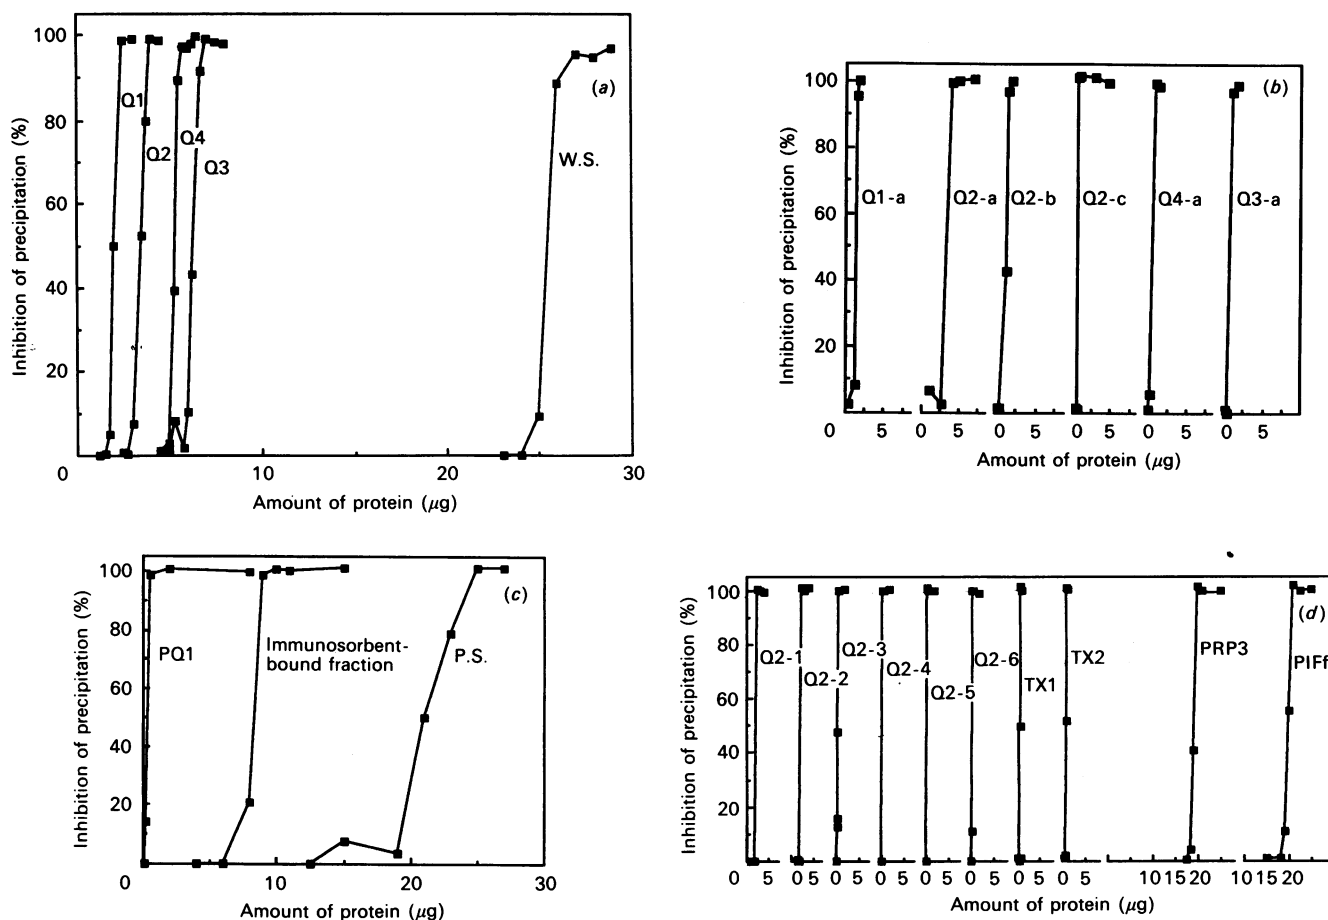 Inhibition of precipitation (%)
100
80
60
40
20
0
10
20
30
Amount of protein (μg)
Q1
Q2
Q4
Q3
W.S.
(a)
Inhibition of precipitation (%)
100
80
60
40
20
0 5 0 5 0 5 0 5 0 5 0 5
Amount of protein (μg)
Q1-a
Q2-a
Q2-b
Q2-c
Q4-a
Q3-a
(b)
Inhibition of precipitation (%)
100
80
60
40
20
0
10
20
30
Amount of protein (μg)
PQ1
Immunosorbent-
bound fraction
P.S.
(c)
Inhibition of precipitation (%)
100
80
60
40
20
0 5 0 5 0 5 0 5 0 5 0 5 0 5 0 5 10 15 20 10 15 20
Amount of protein (μg)
Q2-1
Q2-2
Q2-3
Q2-4
Q2-5
Q2-6
TX1
TX2
PRP3
PIFf
(d)